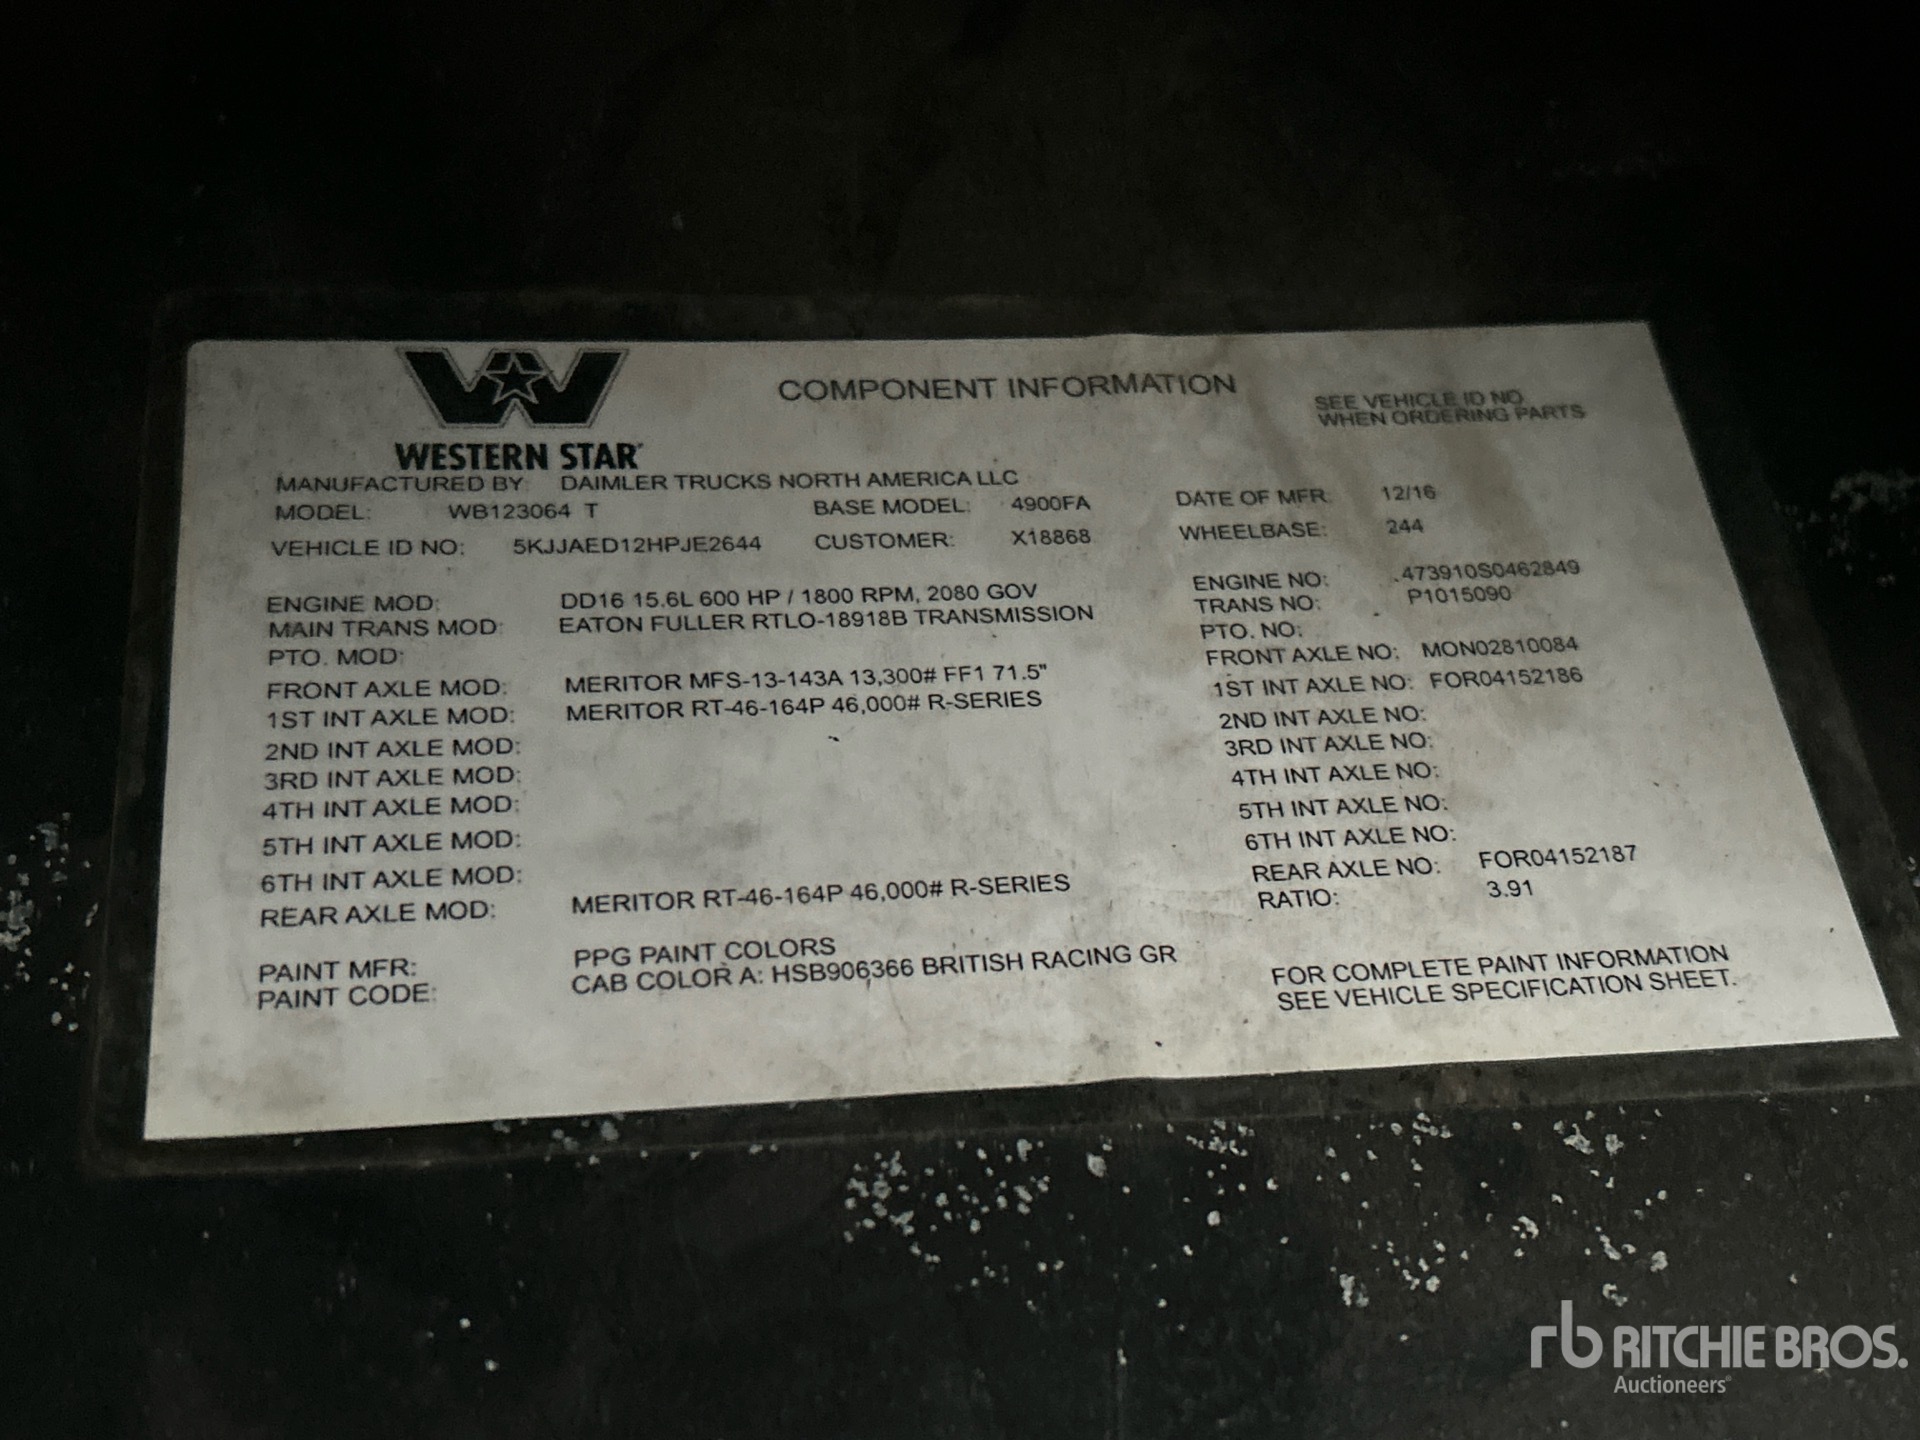 COMPONENT INFORMATION
SEE VEHICLE ID NO.
WHEN ORDERING PARTS
WESTERN STAR
MANUFACTURED BY: DAIMLER TRUCKS NORTH AMERICA LLC
MODEL: WB123064 T BASE MODEL: 4900FA DATE OF MFR: 12/16
VEHICLE ID NO: 5KJJAED12HPJE2644 CUSTOMER: X18868 WHEELBASE: 244
ENGINE MOD: DD16 15.6L 600 HP / 1800 RPM, 2080 GOV ENGINE NO: 473910S0462849
MAIN TRANS MOD: EATON FULLER RTLO-18918B TRANSMISSION TRANS NO: P1015090
PTO. MOD: PTO. NO:
FRONT AXLE MOD: MERITOR MFS-13-143A 13,300# FF1 71.5" FRONT AXLE NO: MON02810084
1ST INT AXLE MOD: MERITOR RT-46-164P 46,000# R-SERIES 1ST INT AXLE NO: FOR04152186
2ND INT AXLE MOD: 2ND INT AXLE NO:
3RD INT AXLE MOD: 3RD INT AXLE NO:
4TH INT AXLE MOD: 4TH INT AXLE NO:
5TH INT AXLE MOD: 5TH INT AXLE NO:
6TH INT AXLE MOD: 6TH INT AXLE NO:
REAR AXLE MOD: MERITOR RT-46-164P 46,000# R-SERIES REAR AXLE NO: FOR04152187
RATIO: 3.91
PAINT MFR: PPG PAINT COLORS
PAINT CODE: CAB COLOR A: HSB906366 BRITISH RACING GR
FOR COMPLETE PAINT INFORMATION
SEE VEHICLE SPECIFICATION SHEET.
rb RITCHIE BROS.
Auctioneers